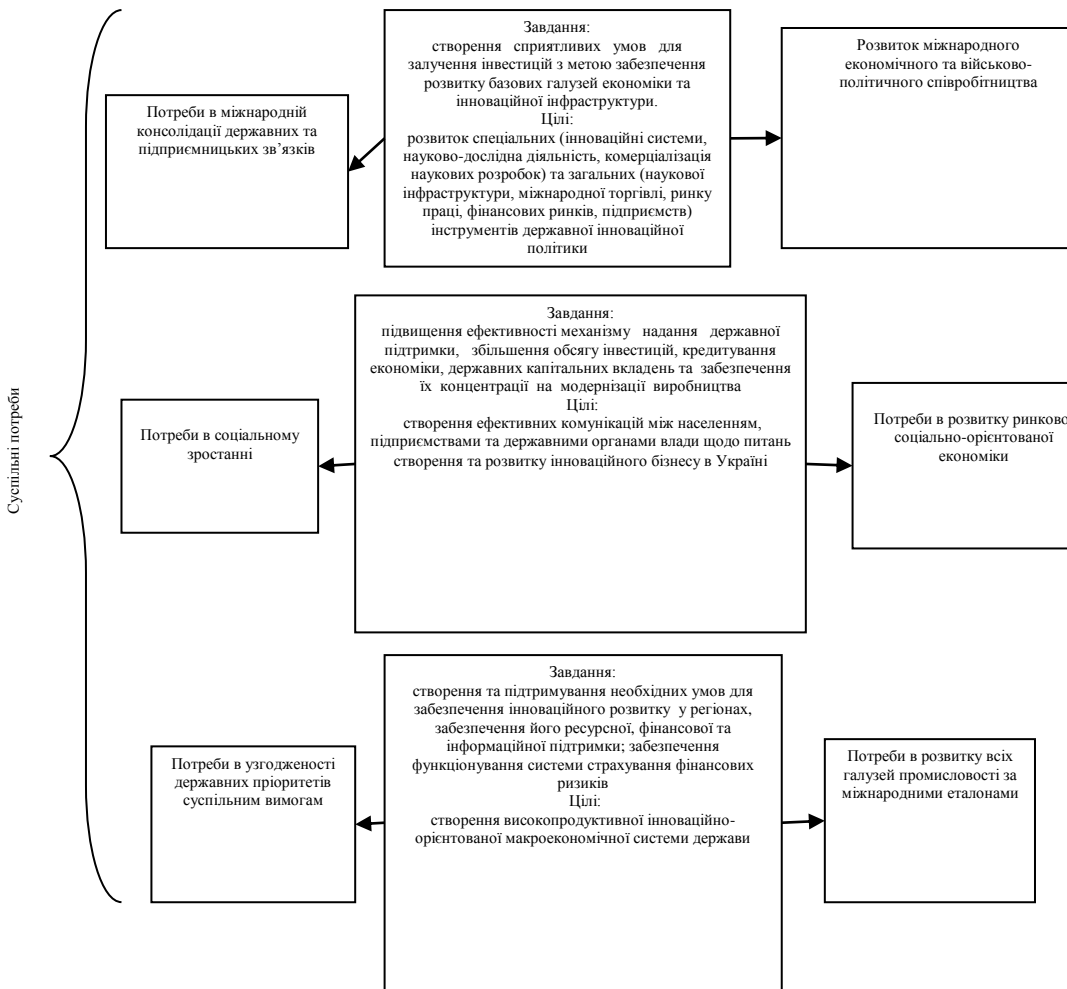 Суспільні потреби
Потреби в міжнародній
консолідації державних та
підприємницьких зв’язків
Завдання:
створення сприятливих умов для
залучення інвестицій з метою забезпечення
розвитку базових галузей економіки та
інноваційної інфраструктури.
Цілі:
розвиток спеціальних (інноваційні системи,
науково-дослідна діяльність, комерціалізація
наукових розробок) та загальних (наукової
інфраструктури, міжнародної торгівлі, ринку
праці, фінансових ринків, підприємств)
інструментів державної інноваційної
політики
Розвиток міжнародного
економічного та військово-
політичного співробітництва
Потреби в соціальному
зростанні
Завдання:
підвищення ефективності механізму надання державної
підтримки, збільшення обсягу інвестицій, кредитування
економіки, державних капітальних вкладень та забезпечення
їх концентрації на модернізації виробництва
Цілі:
створення ефективних комунікацій між населенням,
підприємствами та державними органами влади щодо питань
створення та розвитку інноваційного бізнесу в Україні
Потреби в розвитку ринково
соціально-орієнтованої
економіки
Потреби в узгодженості
державних пріоритетів
суспільним вимогам
Завдання:
створення та підтримування необхідних умов для
забезпечення інноваційного розвитку у регіонах,
забезпечення його ресурсної, фінансової та
інформаційної підтримки; забезпечення
функціонування системи страхування фінансових
ризиків
Цілі:
створення високопродуктивної інноваційно-
орієнтованої макроекономічної системи держави
Потреби в розвитку всіх
галузей промисловості за
міжнародними еталонами